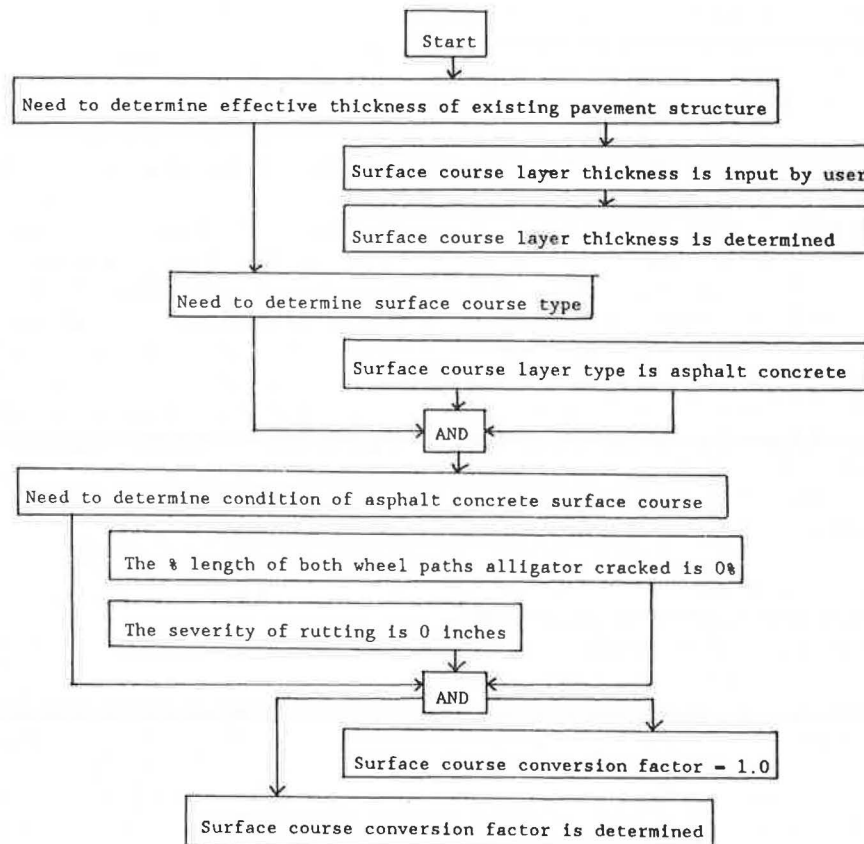 Start
Need to determine effective thickness of existing pavement structure
Surface course layer thickness is input by user
Surface course layer thickness is determined
Need to determine surface course type
Surface course layer type is asphalt concrete
AND
Need to determine condition of asphalt concrete surface course
The % length of both wheel paths alligator cracked is 0%
The severity of rutting is 0 inches
AND
Surface course conversion factor = 1.0
Surface course conversion factor is determined